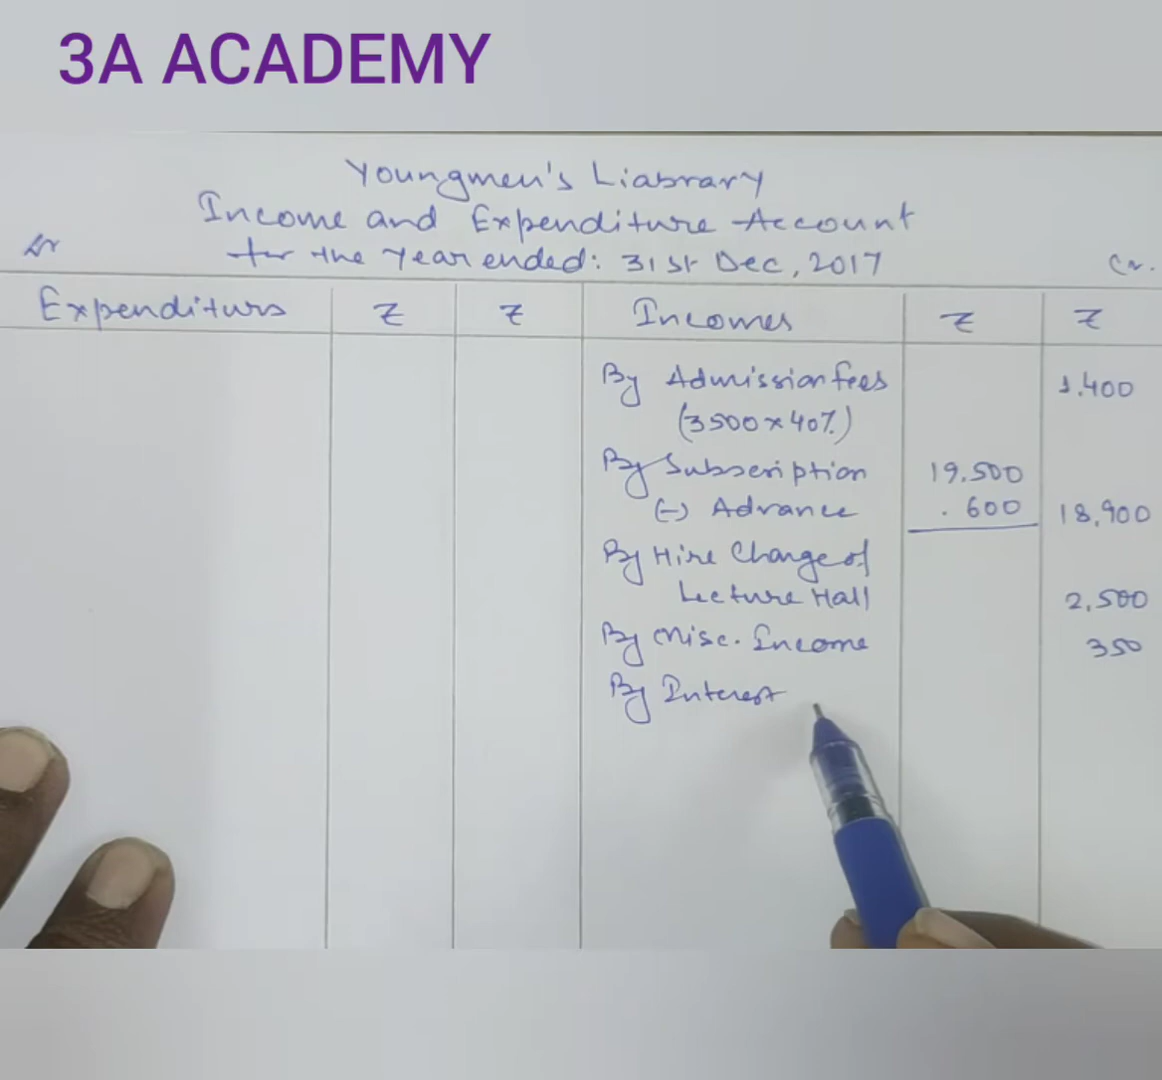 3A ACADEMY
Youngmen's Liabrary
Income and Expenditure Account
for the Year ended: 31st Dec, 2017
Dr
Cr.
Expenditurs ₹ ₹ Incomes ₹ ₹
By Admission fees 1,400
(3500 × 40%)
By Subscription 19,500
(-) Advance 600 18,900
By Hire Charge of
Lecture Hall 2,500
By Misc. Income 350
By Interest